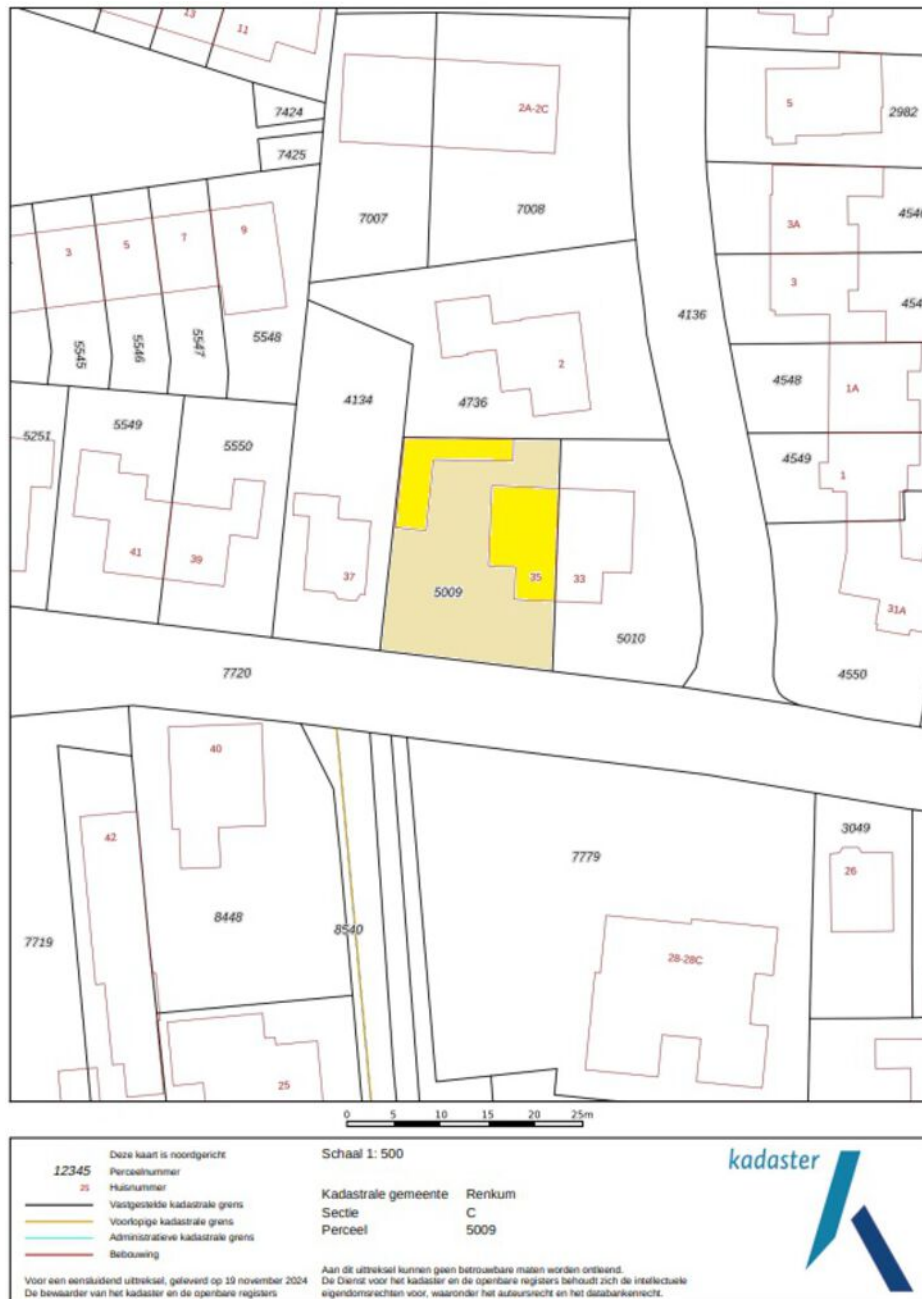 13
11
7424
7425
2A-2C
5
2982
7007
7008
3A
3
5
7
9
3
4136
5545
5546
5547
5548
2
4548
1A
4134
4736
5251
5549
5550
4549
1
41
39
37
35
33
5009
31A
5010
7720
4550
40
42
3049
7779
26
8448
8540
7719
28-28C
25
0 5 10 15 20 25m
Deze kaart is noordgericht
12345 Perceelnummer
25 Huisnummer
Vastgestelde kadastrale grens
Voorlopige kadastrale grens
Administratieve kadastrale grens
Bebouwing
Voor een eensluidend uittreksel, geleverd op 19 november 2024
De bewaarder van het kadaster en de openbare registers
Schaal 1: 500
Kadastrale gemeente Renkum
Sectie C
Perceel 5009
Aan dit uittreksel kunnen geen betrouwbare maten worden ontleend.
De Dienst voor het kadaster en de openbare registers behoudt zich de intellectuele
eigendomsrechten voor, waaronder het auteursrecht en het databankenrecht.
kadaster